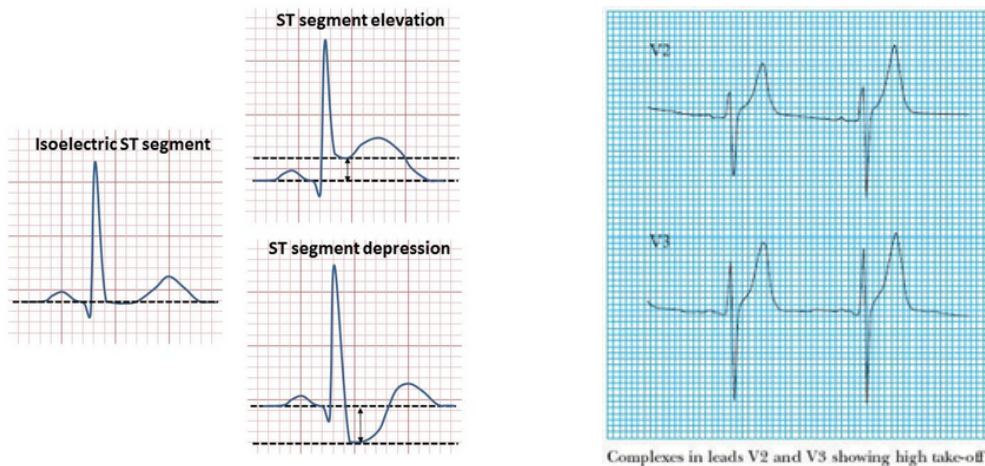 ST segment elevation
Isoelectric ST segment
ST segment depression
V2
V3
Complexes in leads V2 and V3 showing high take-off